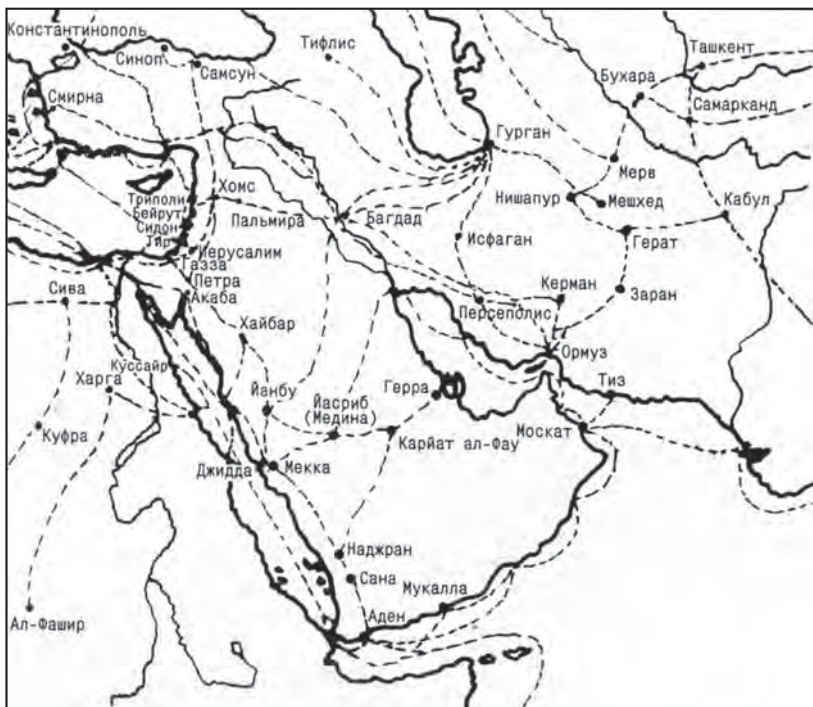 Константинополь
Синоп
Самсун
Тифлис
Ташкент
Бухара
Самарканд
Смирна
Гурган
Мерв
Нишапур
Мешхед
Кабул
Хомс
Триполи
Бейрут
Сидон
Тир
Пальмира
Багдад
Исфаган
Герат
Иерусалим
Газза
Петра
Акаба
Сива
Керман
Заран
Персеполис
Хайбар
Ормуз
Куссайр
Харга
Янбу
Йасриб
(Медина)
Герра
Тиз
Куфра
Карйат ал-Фау
Москат
Джидда
Мекка
Наджран
Сана
Мукалла
Ал-Фашир
Аден